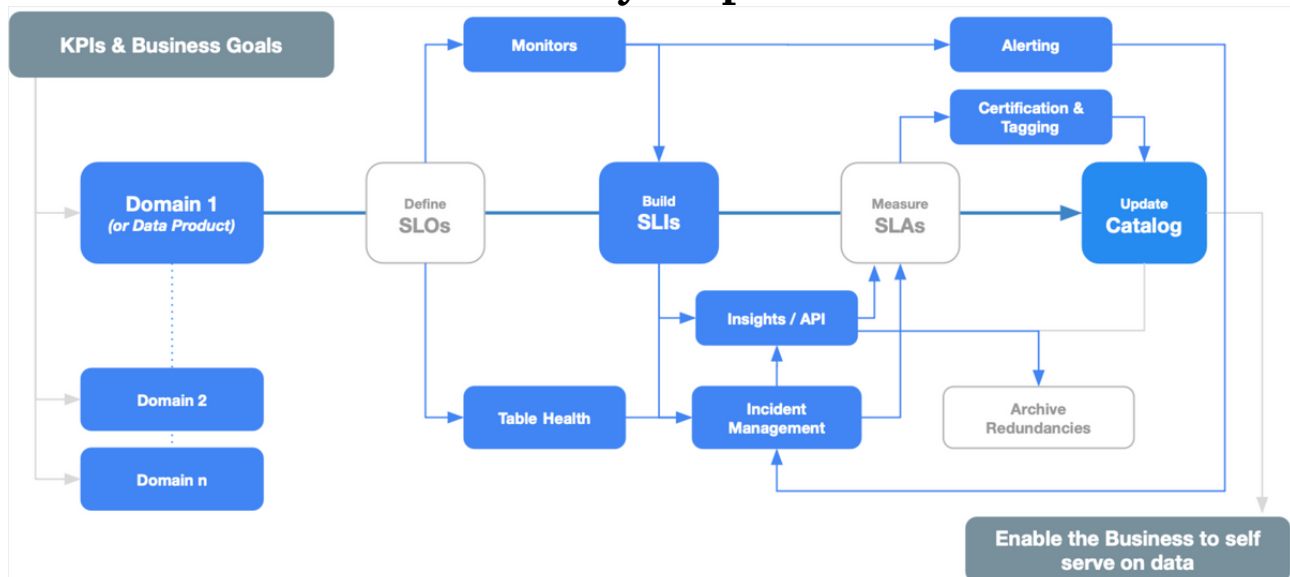 KPIs & Business Goals
Monitors
Alerting
Certification &
Tagging
Domain 1
(or Data Product)
Define
SLOs
Build
SLIs
Measure
SLAs
Update
Catalog
Insights / API
Domain 2
Table Health
Incident
Management
Archive
Redundancies
Domain n
Enable the Business to self
serve on data